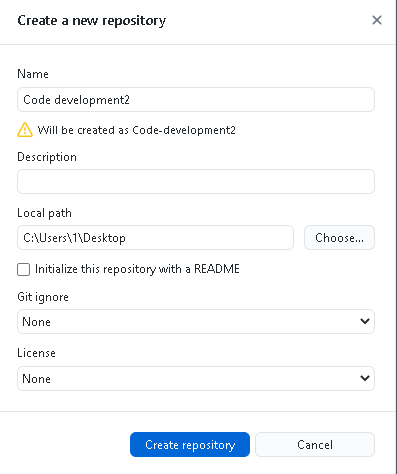 Create a new repository
Name
Code development2
Will be created as Code-development2
Description
Local path
C:\Users\1\Desktop
Choose...
Initialize this repository with a README
Git ignore
None
License
None
Create repository
Cancel